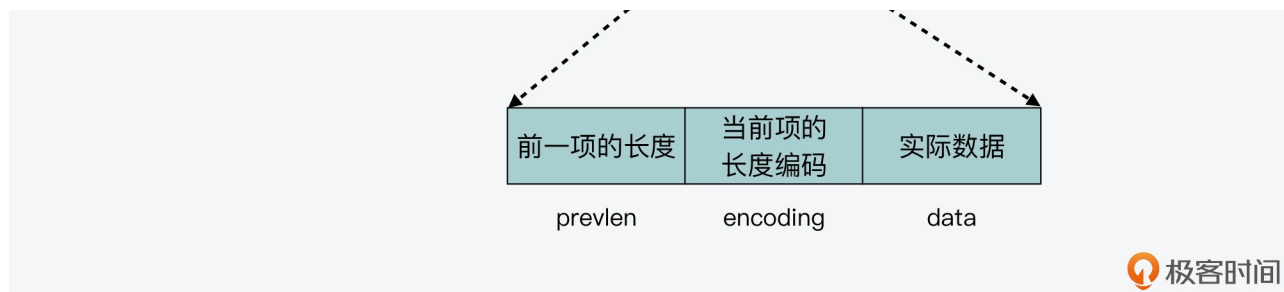 前一项的长度
当前项的
长度编码
实际数据
prevlen
encoding
data
极客时间